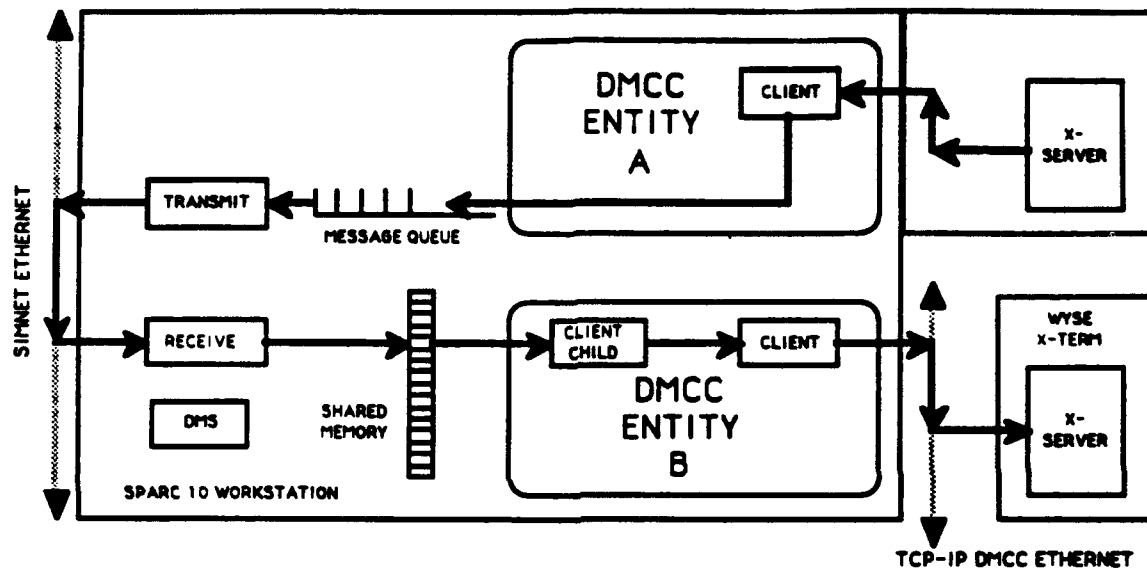 DMCC
ENTITY
A
CLIENT
X-
SERVER
TRANSMIT
MESSAGE QUEUE
SIMNET ETHERNET
RECEIVE
CLIENT
CHILD
CLIENT
WYSE
X-TERM
DMS
SHARED
MEMORY
DMCC
ENTITY
B
X-
SERVER
SPARC 10 WORKSTATION
TCP-IP DMCC ETHERNET